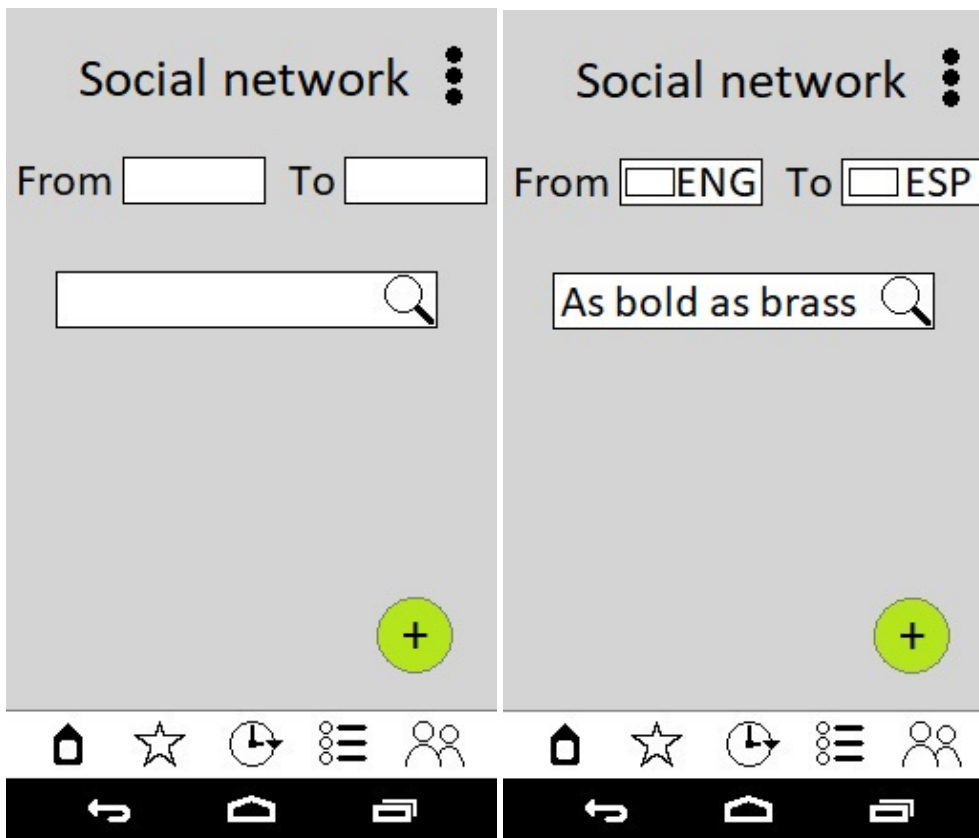 Social network
From To
+
Social network
From ENG To ESP
As bold as brass
+